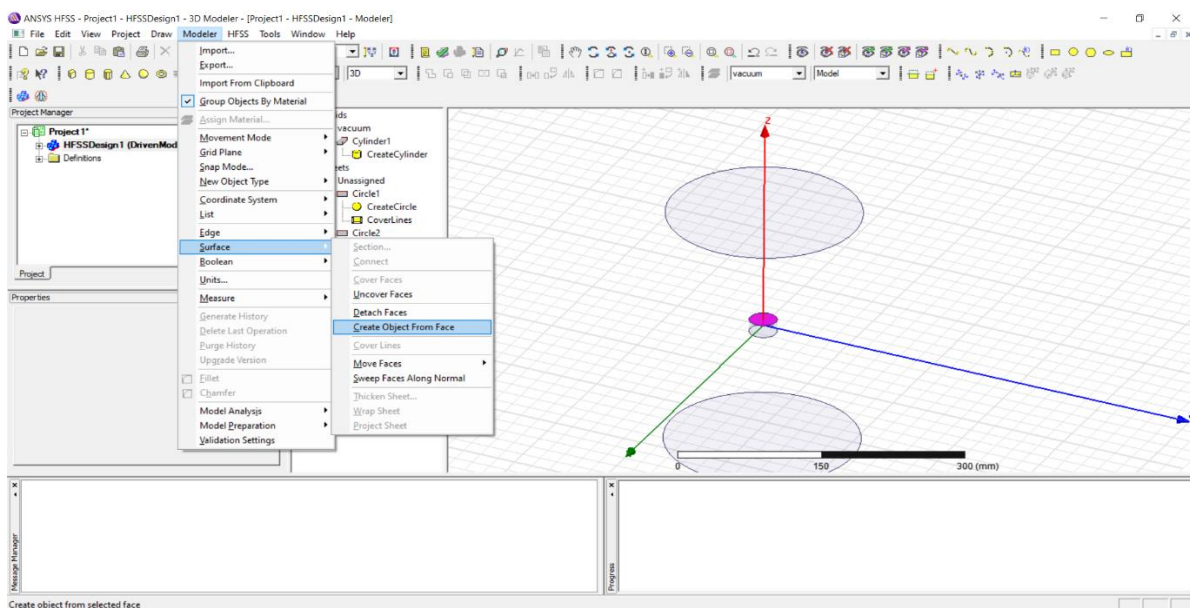 ANSYS HFSS - Project1 - HFSSDesign1 - 3D Modeler - [Project1 - HFSSDesign1 - Modeler]
File Edit View Project Draw Modeler HFSS Tools Window Help
3D
vacuum
Model
Project Manager
Project1*
HFSSDesign1 (DrivenMod
Definitions
Project
Properties
Import...
Export...
Import From Clipboard
Group Objects By Material
Assign Material...
Movement Mode
Grid Plane
Snap Mode...
New Object Type
Coordinate System
List
Edge
Surface
Boolean
Units...
Measure
Generate History
Delete Last Operation
Purge History
Upgrade Version
Fillet
Chamfer
Model Analysis
Model Preparation
Validation Settings
ids
vacuum
Cylinder1
CreateCylinder
eets
Unassigned
Circle1
CreateCircle
CoverLines
Circle2
Section...
Connect
Cover Faces
Uncover Faces
Detach Faces
Create Object From Face
Cover Lines
Move Faces
Sweep Faces Along Normal
Thicken Sheet...
Wrap Sheet
Project Sheet
Z
0 150 300 (mm)
Message Manager
Progress
Create object from selected face